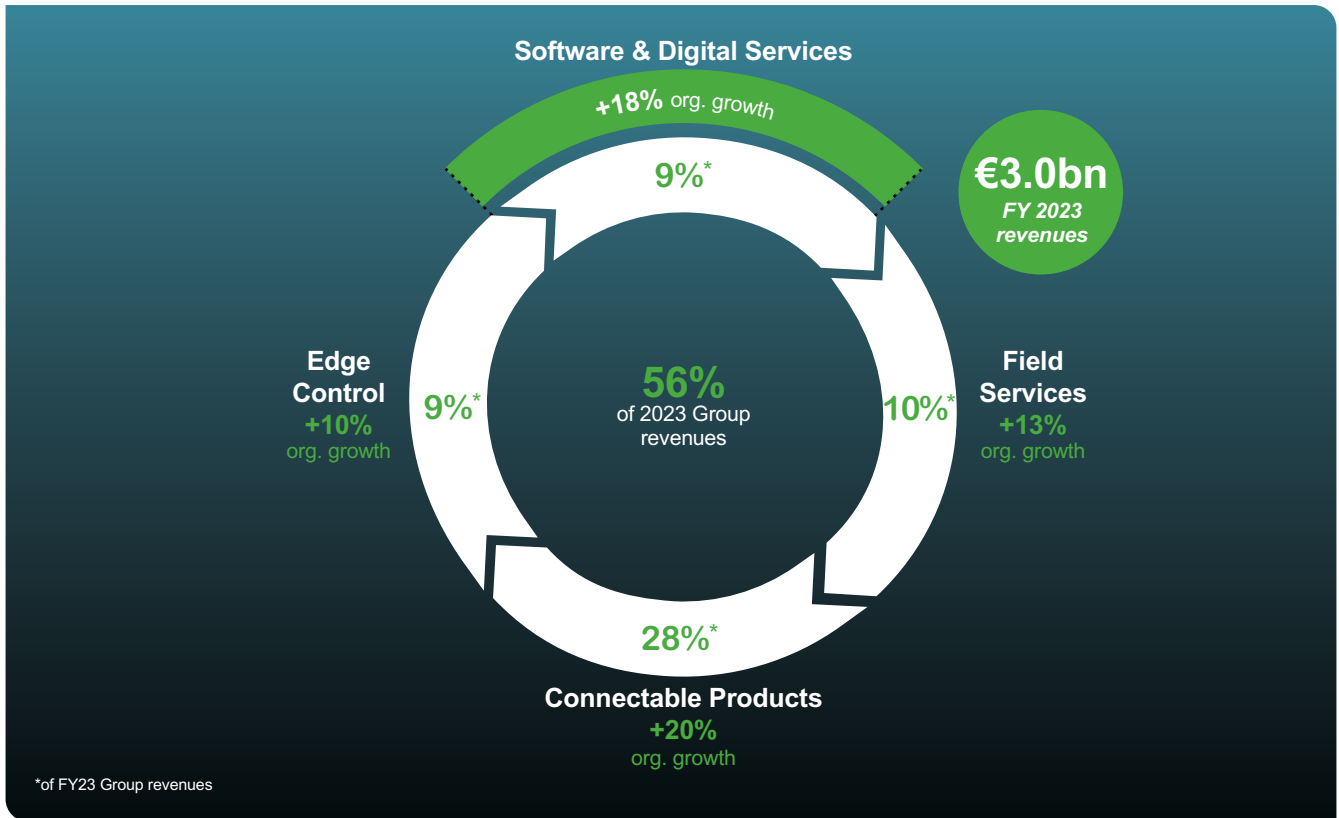 Software & Digital Services
+18% org. growth
9%*
€3.0bn
FY 2023
revenues
Edge
Control
+10%
org. growth
9%*
56%
of 2023 Group
revenues
10%*
Field
Services
+13%
org. growth
28%*
Connectable Products
+20%
org. growth
*of FY23 Group revenues